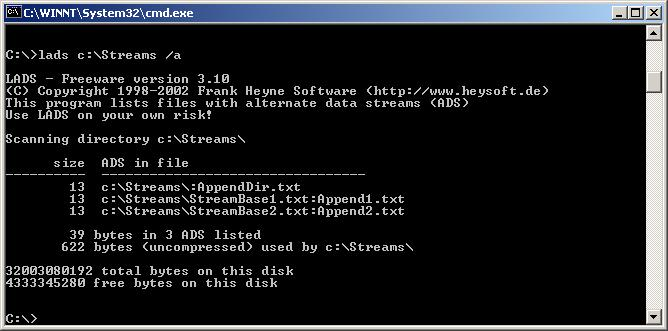 C:\WINNT\System32\cmd.exe
C:\>lads c:\Streams /a
LADS - Freeware version 3.10
(C) Copyright 1998-2002 Frank Heyne Software (http://www.heysoft.de)
This program lists files with alternate data streams (ADS)
Use LADS on your own risk!
Scanning directory c:\Streams\
size  ADS in file
----------  ---------------------------------
13  c:\Streams\:AppendDir.txt
13  c:\Streams\StreamBase1.txt:Append1.txt
13  c:\Streams\StreamBase2.txt:Append2.txt
39 bytes in 3 ADS listed
622 bytes (uncompressed) used by c:\Streams\
32003080192 total bytes on this disk
4333345280 free bytes on this disk
C:\>